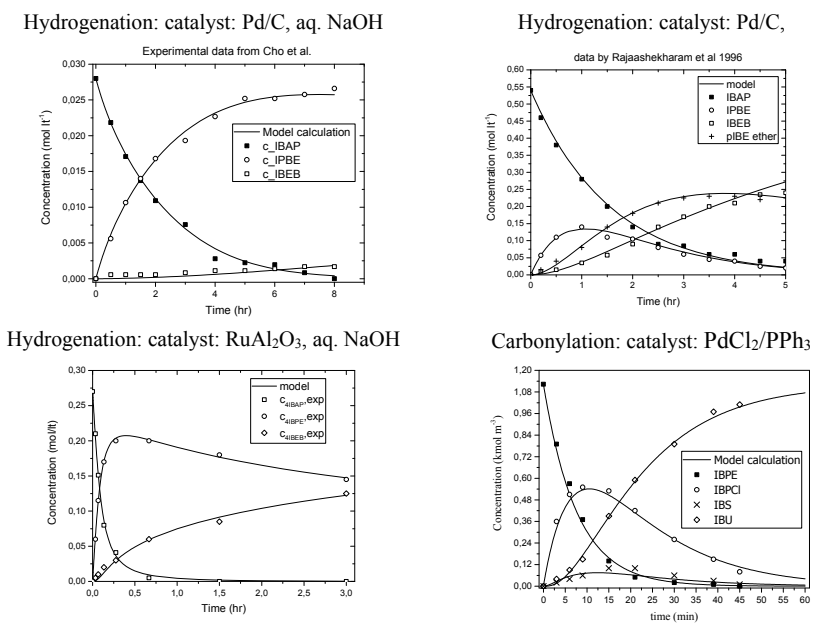 Hydrogenation: catalyst: Pd/C, aq. NaOH
Experimental data from Cho et al.
0,030
0,025
0,020
0,015
0,010
0,005
0,000
Concentration (mol lt⁻¹)
Model calculation
c_IBAP
c_IPBE
c_IBEB
0 2 4 6 8
Time (hr)
Hydrogenation: catalyst: Pd/C,
data by Rajaashekharam et al 1996
0,60
0,55
0,50
0,45
0,40
0,35
0,30
0,25
0,20
0,15
0,10
0,05
0,00
Concentration (mol lt⁻¹)
model
IBAP
IPBE
IBEB
pIBE ether
0 1 2 3 4 5
Time (hr)
Hydrogenation: catalyst: RuAl₂O₃, aq. NaOH
0,30
0,20
0,10
0,00
Concentration (mol/lt)
model
c₄IBAP,exp
c₄IBPE,exp
c₄IBEB,exp
0,0 0,5 1,0 1,5 2,0 2,5 3,0
Time (hr)
Carbonylation: catalyst: PdCl₂/PPh₃
1,20
1,08
0,96
0,84
0,72
0,60
0,48
0,36
0,24
0,12
0,00
Concentration (kmol m⁻³)
Model calculation
IBPE
IBPCl
IBS
IBU
0 5 10 15 20 25 30 35 40 45 50 55 60
time (min)